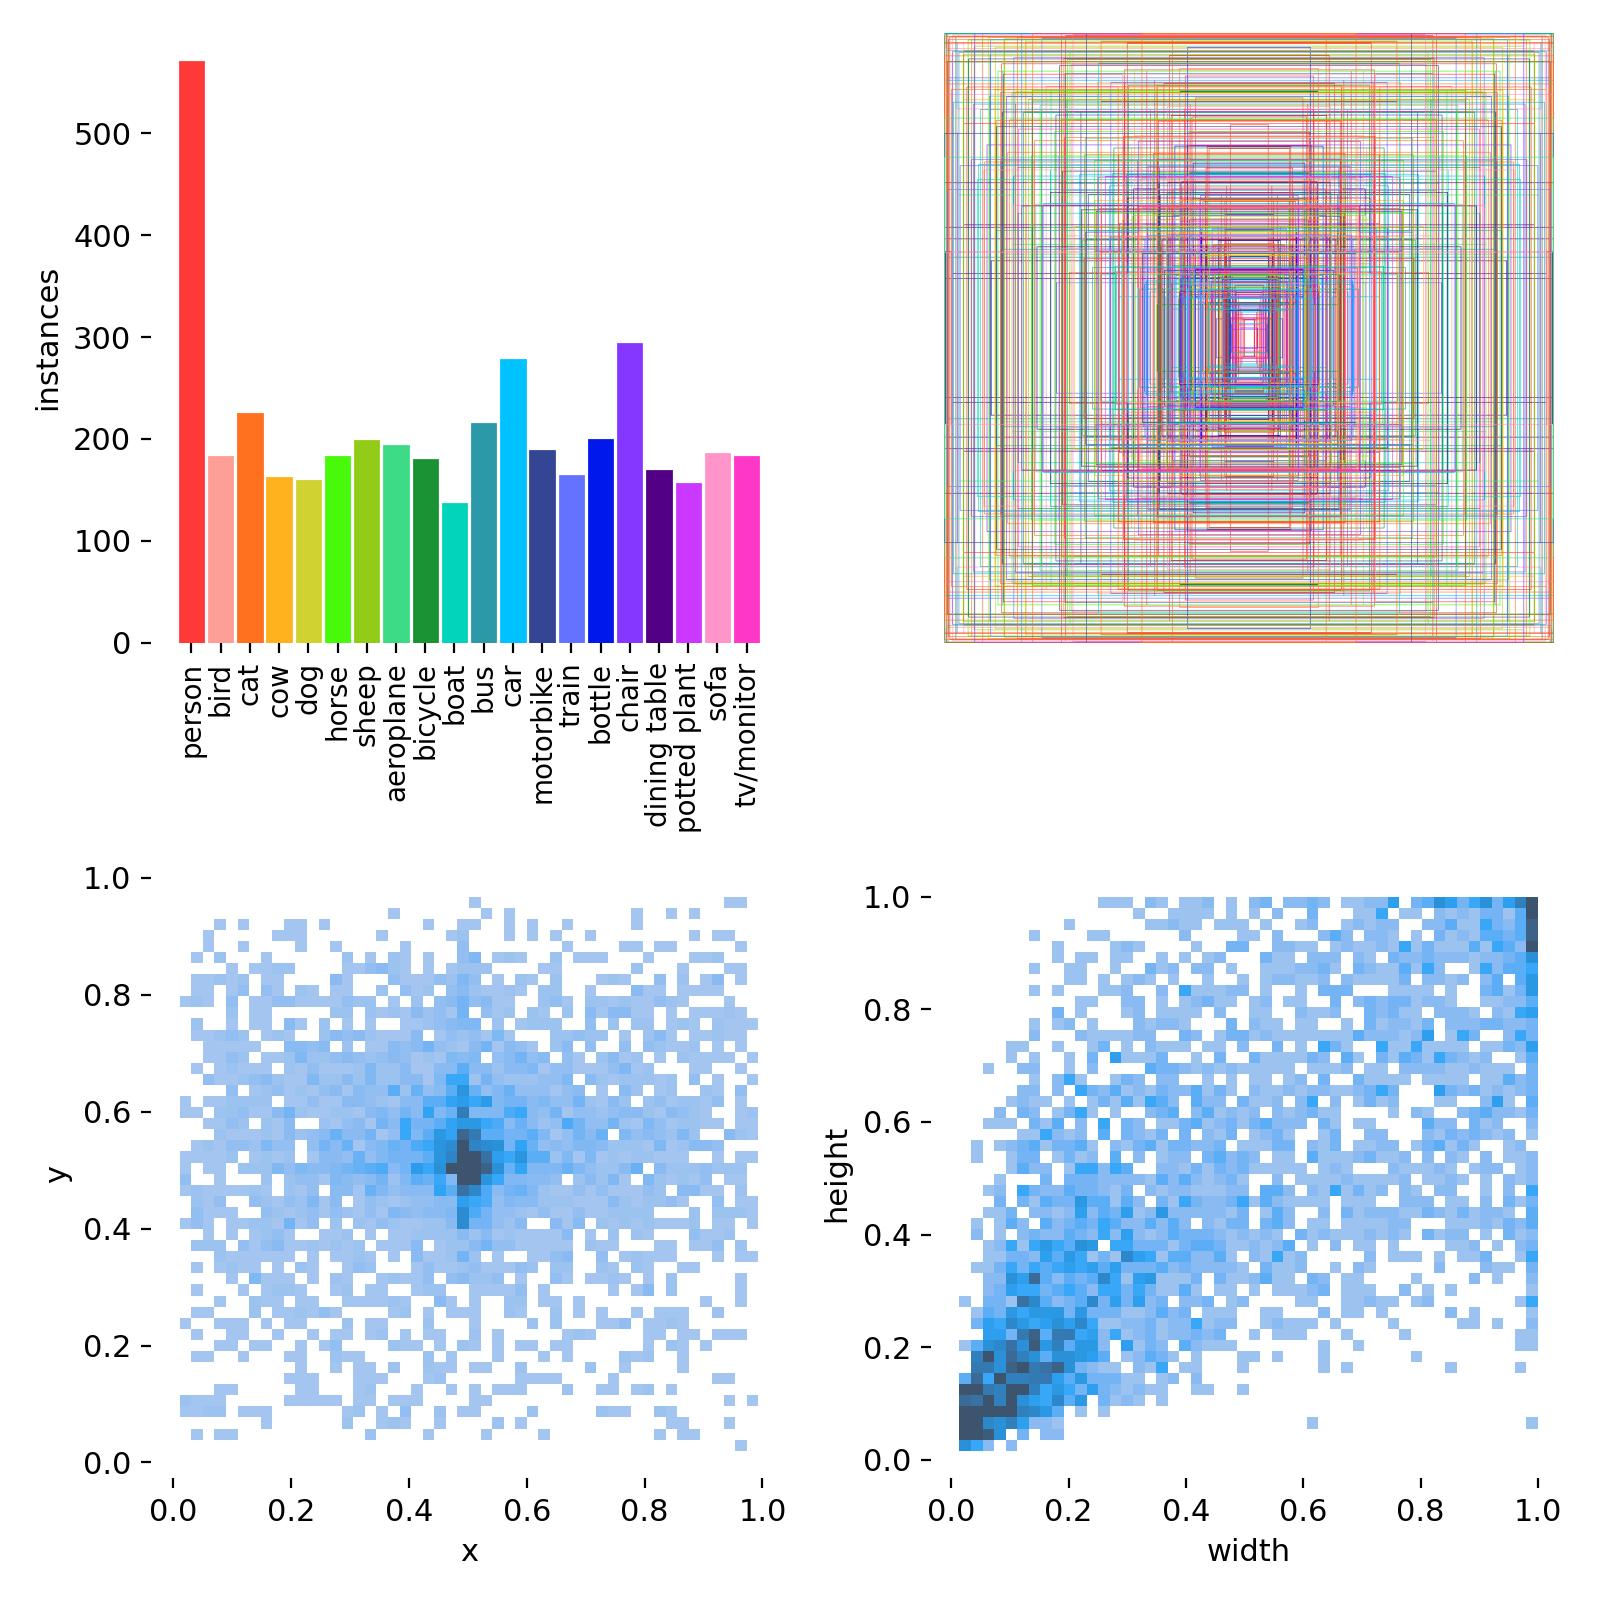 500
400
300
200
100
0
instances
person
bird
cat
cow
dog
horse
sheep
aeroplane
bicycle
boat
bus
car
motorbike
train
bottle
chair
dining table
potted plant
sofa
tv/monitor
1.0
0.8
0.6
0.4
0.2
0.0
y
0.0 0.2 0.4 0.6 0.8 1.0
x
1.0
0.8
0.6
0.4
0.2
0.0
height
0.0 0.2 0.4 0.6 0.8 1.0
width